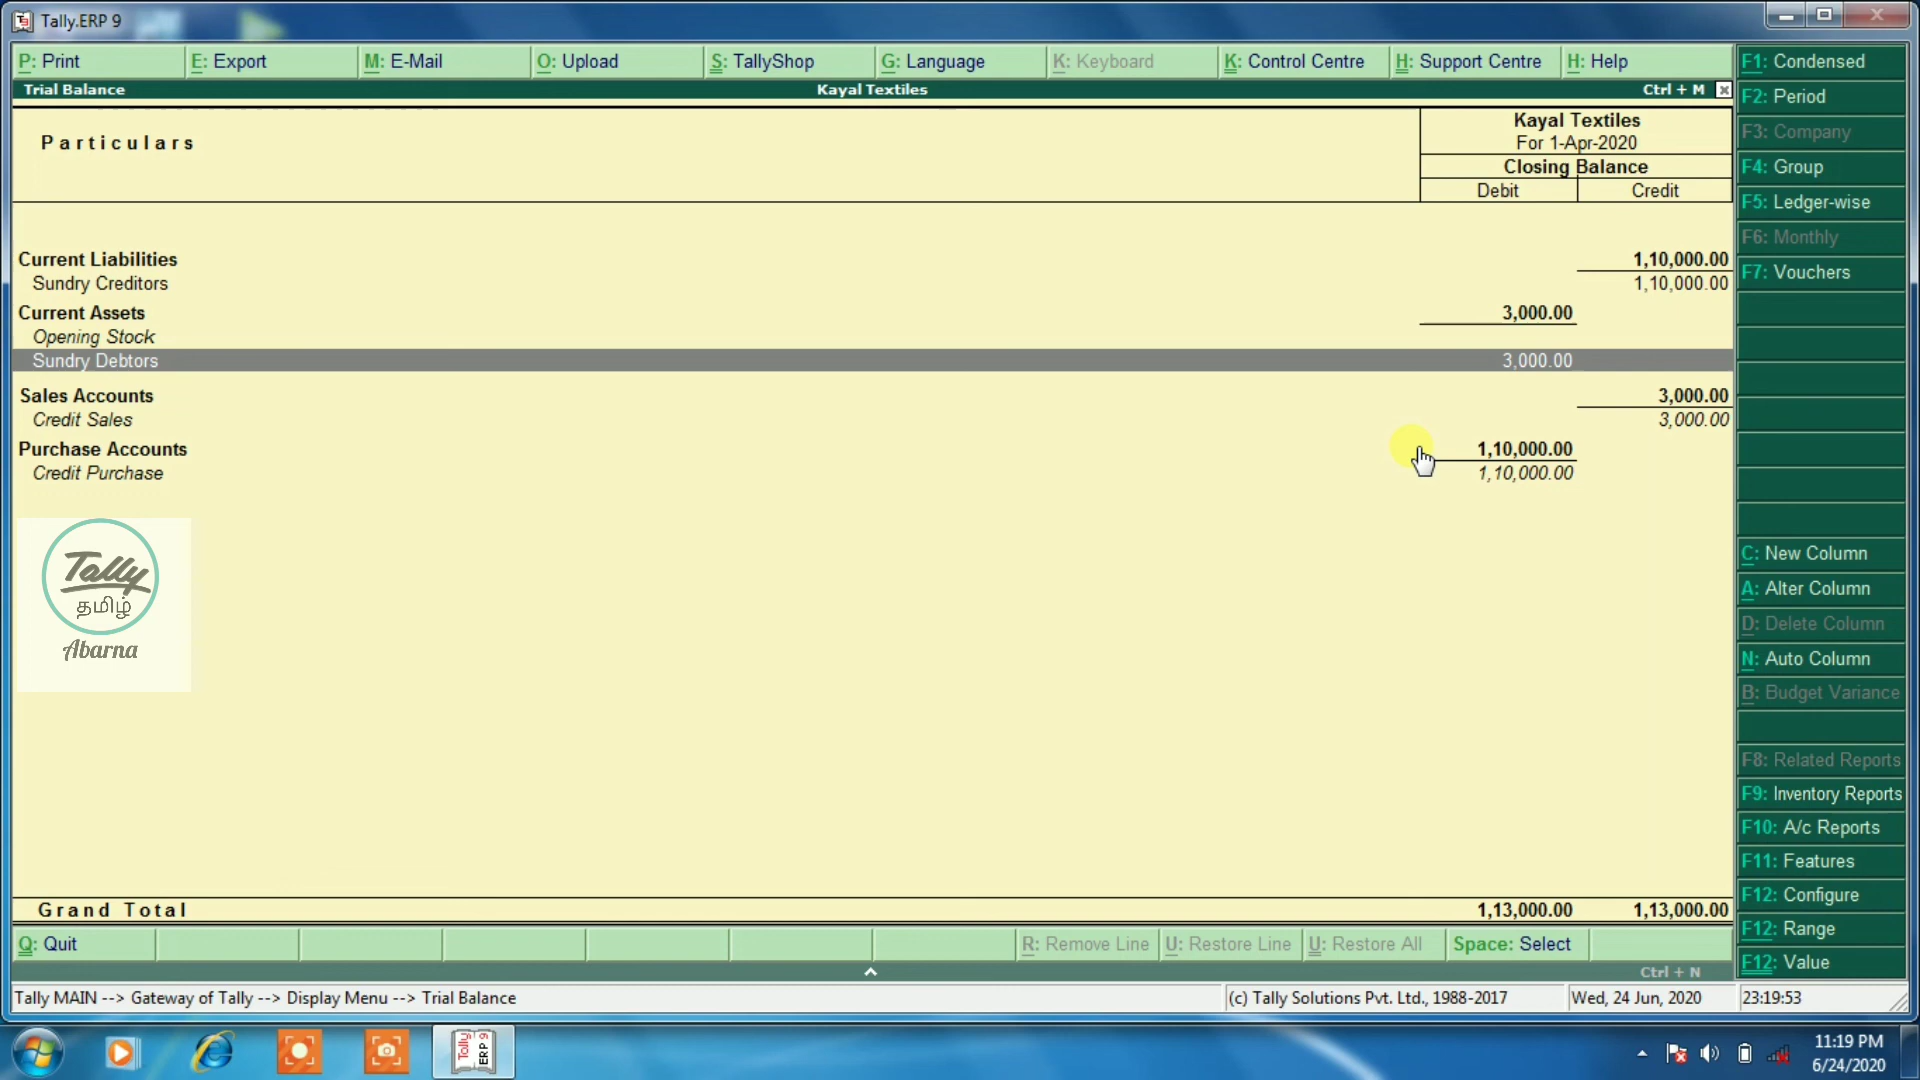 Tally.ERP 9
P: Print E: Export M: E-Mail O: Upload S: TallyShop G: Language K: Keyboard K: Control Centre H: Support Centre H: Help
Trial Balance Kayal Textiles Ctrl + M
Particulars
Kayal Textiles
For 1-Apr-2020
Closing Balance
Debit Credit
Current Liabilities 1,10,000.00
Sundry Creditors 1,10,000.00
Current Assets 3,000.00
Opening Stock
Sundry Debtors 3,000.00
Sales Accounts 3,000.00
Credit Sales 3,000.00
Purchase Accounts 1,10,000.00
Credit Purchase 1,10,000.00
Tally
தமிழ்
Abarna
Grand Total 1,13,000.00 1,13,000.00
Q: Quit R: Remove Line U: Restore Line U: Restore All Space: Select
Ctrl + N
F1: Condensed
F2: Period
F3: Company
F4: Group
F5: Ledger-wise
F6: Monthly
F7: Vouchers
C: New Column
A: Alter Column
D: Delete Column
N: Auto Column
B: Budget Variance
F8: Related Reports
F9: Inventory Reports
F10: A/c Reports
F11: Features
F12: Configure
F12: Range
F12: Value
Tally MAIN --> Gateway of Tally --> Display Menu --> Trial Balance (c) Tally Solutions Pvt. Ltd., 1988-2017 Wed, 24 Jun, 2020 23:19:53
Tally ERP 9
11:19 PM
6/24/2020